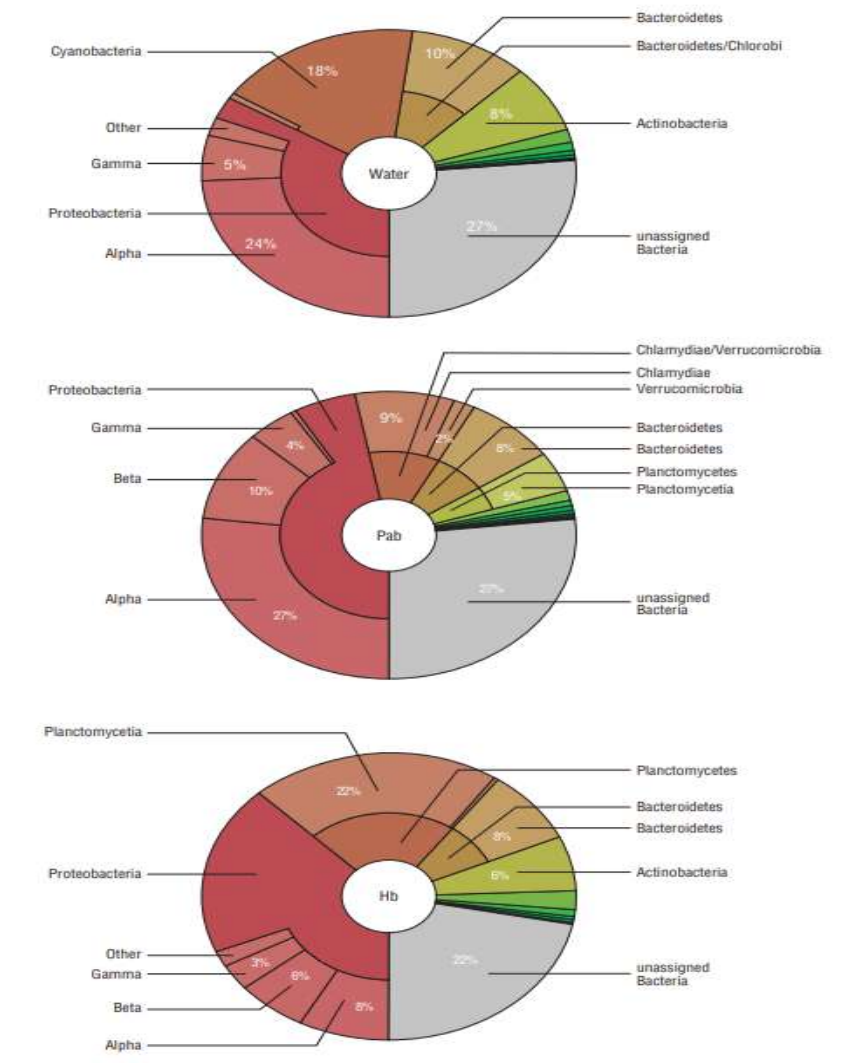 Bacteroidetes
Bacteroidetes/Chlorobi
Cyanobacteria
10%
18%
8%
Actinobacteria
Other
Gamma
5%
Water
Proteobacteria
27%
unassigned
Bacteria
Alpha
24%
Chlamydiae/Verrucomicrobia
Chlamydiae
Verrucomicrobia
Proteobacteria
9%
Gamma
4%
2%
Bacteroidetes
8%
Bacteroidetes
Beta
10%
Planctomycetes
Planctomycetia
5%
Pab
Alpha
27%
unassigned
Bacteria
Planctomycetia
22%
Planctomycetes
Bacteroidetes
8%
Bacteroidetes
Proteobacteria
6%
Actinobacteria
Hb
Other
Gamma
3%
6%
22%
unassigned
Bacteria
Beta
8%
Alpha